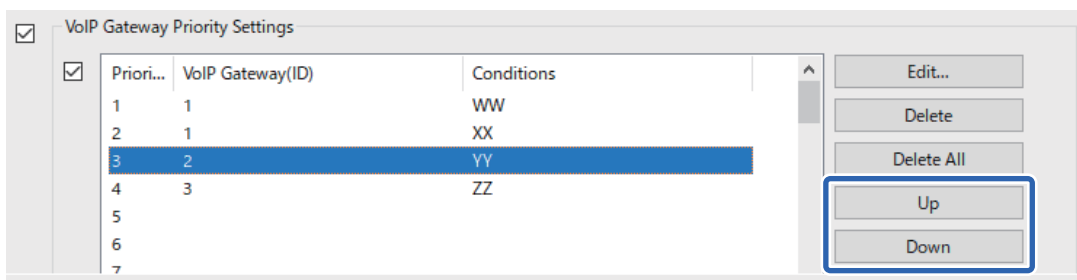 VoIP Gateway Priority Settings
Priori... VoIP Gateway(ID) Conditions
1 1 WW
2 1 XX
3 2 YY
4 3 ZZ
5
6
7
Edit...
Delete
Delete All
Up
Down